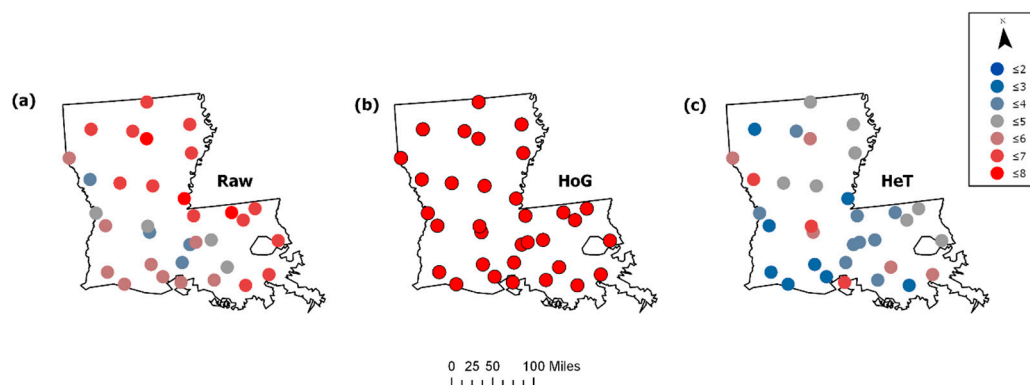 N
≤2
≤3
≤4
≤5
≤6
≤7
≤8
(a)
(b)
(c)
Raw
HoG
HeT
0 25 50 100 Miles